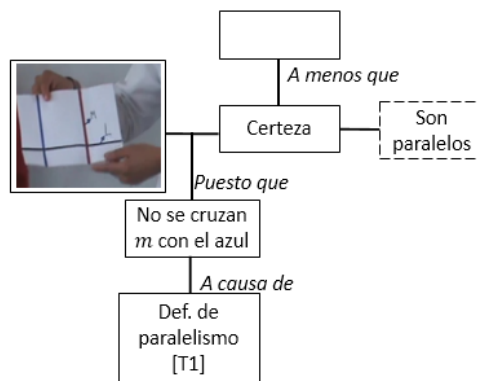 A menos que
Certeza
Son
paralelos
Puesto que
No se cruzan
m con el azul
A causa de
Def. de
paralelismo
[T1]